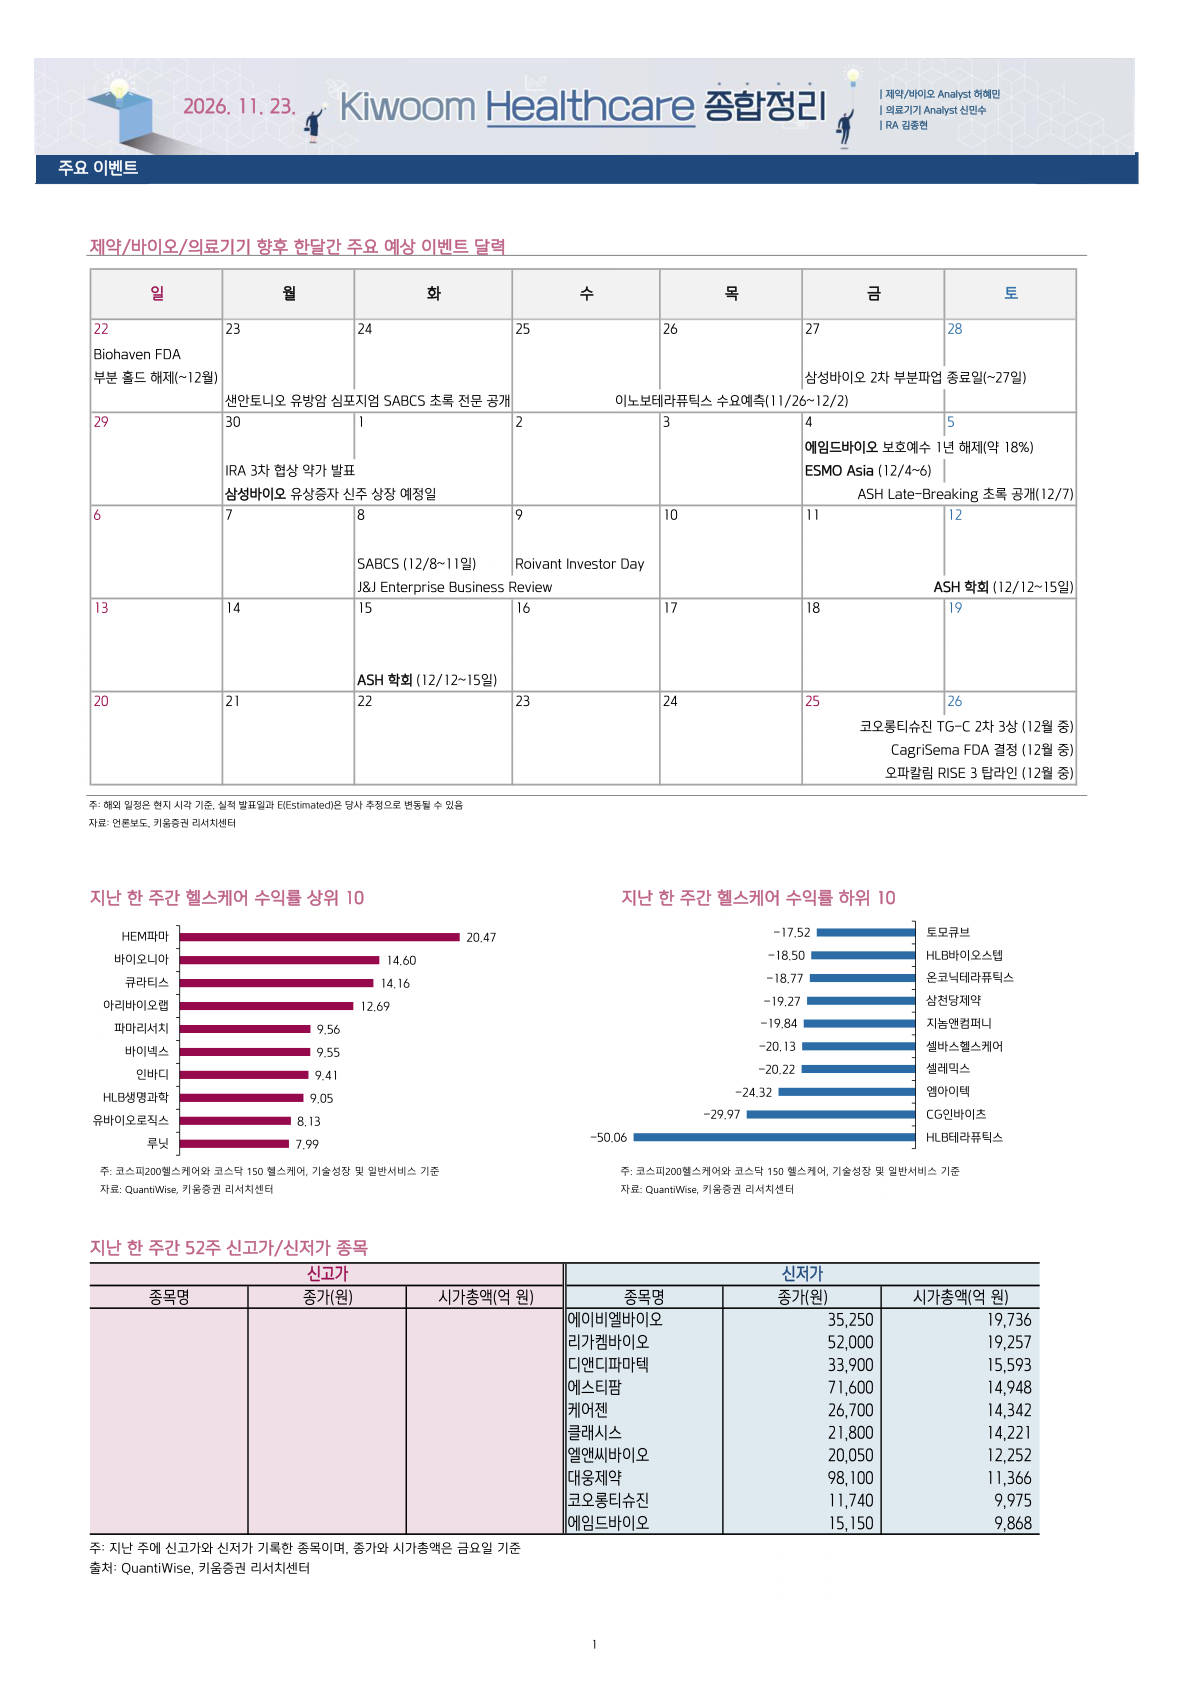 2026. 11. 23.
Kiwoom Healthcare 종합정리
| 제약/바이오 Analyst 허혜민
| 의료기기 Analyst 신민수
| RA 김종현
주요 이벤트
제약/바이오/의료기기 향후 한달간 주요 예상 이벤트 달력
일 월 화 수 목 금 토
22 23 24 25 26 27 28
Biohaven FDA
부분 홀드 해제(~12월) 삼성바이오 2차 부분파업 종료일(~27일)
샌안토니오 유방암 심포지엄 SABCS 초록 전문 공개 이노보테라퓨틱스 수요예측(11/26~12/2)
29 30 1 2 3 4 5
에임드바이오 보호예수 1년 해제(약 18%)
IRA 3차 협상 약가 발표 ESMO Asia (12/4~6)
삼성바이오 유상증자 신주 상장 예정일 ASH Late-Breaking 초록 공개(12/7)
6 7 8 9 10 11 12
SABCS (12/8~11일) Roivant Investor Day
J&J Enterprise Business Review ASH 학회 (12/12~15일)
13 14 15 16 17 18 19
ASH 학회 (12/12~15일)
20 21 22 23 24 25 26
코오롱티슈진 TG-C 2차 3상 (12월 중)
CagriSema FDA 결정 (12월 중)
오파칼림 RISE 3 탑라인 (12월 중)
주: 해외 일정은 현지 시각 기준, 실적 발표일과 E(Estimated)은 당사 추정으로 변동될 수 있음
자료: 언론보도, 키움증권 리서치센터
지난 한 주간 헬스케어 수익률 상위 10
HEM파마 20.47
바이오니아 14.60
큐라티스 14.16
아리바이오랩 12.69
파마리서치 9.56
바이넥스 9.55
인바디 9.41
HLB생명과학 9.05
유바이오로직스 8.13
루닛 7.99
주: 코스피200헬스케어와 코스닥 150 헬스케어, 기술성장 및 일반서비스 기준
자료: QuantiWise, 키움증권 리서치센터
지난 한 주간 헬스케어 수익률 하위 10
-17.52 토모큐브
-18.50 HLB바이오스텝
-18.77 온코닉테라퓨틱스
-19.27 삼천당제약
-19.84 지놈앤컴퍼니
-20.13 셀바스헬스케어
-20.22 셀레믹스
-24.32 엠아이텍
-29.97 CG인바이츠
-50.06 HLB테라퓨틱스
주: 코스피200헬스케어와 코스닥 150 헬스케어, 기술성장 및 일반서비스 기준
자료: QuantiWise, 키움증권 리서치센터
지난 한 주간 52주 신고가/신저가 종목
신고가 신저가
종목명 종가(원) 시가총액(억 원) 종목명 종가(원) 시가총액(억 원)
에이비엘바이오 35,250 19,736
리가켐바이오 52,000 19,257
디앤디파마텍 33,900 15,593
에스티팜 71,600 14,948
케어젠 26,700 14,342
클래시스 21,800 14,221
엘앤씨바이오 20,050 12,252
대웅제약 98,100 11,366
코오롱티슈진 11,740 9,975
에임드바이오 15,150 9,868
주: 지난 주에 신고가와 신저가 기록한 종목이며, 종가와 시가총액은 금요일 기준
출처: QuantiWise, 키움증권 리서치센터
1